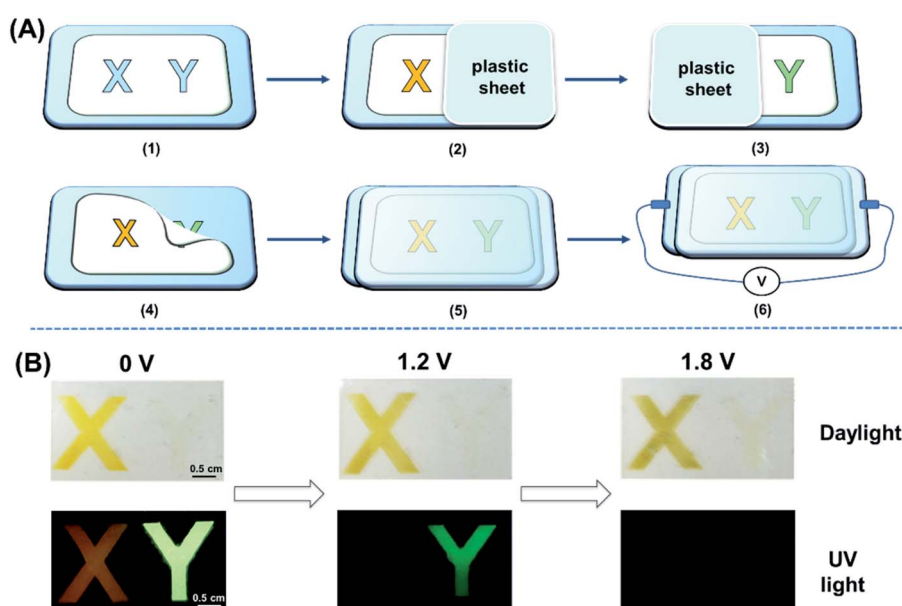 (A)
X Y
X plastic sheet
plastic sheet Y
(1) (2) (3)
X Y
X Y
X Y
V
(4) (5) (6)
(B)
0 V 1.2 V 1.8 V
X Y
0.5 cm
X Y
X Y
Daylight
X Y
0.5 cm
Y
UV
light